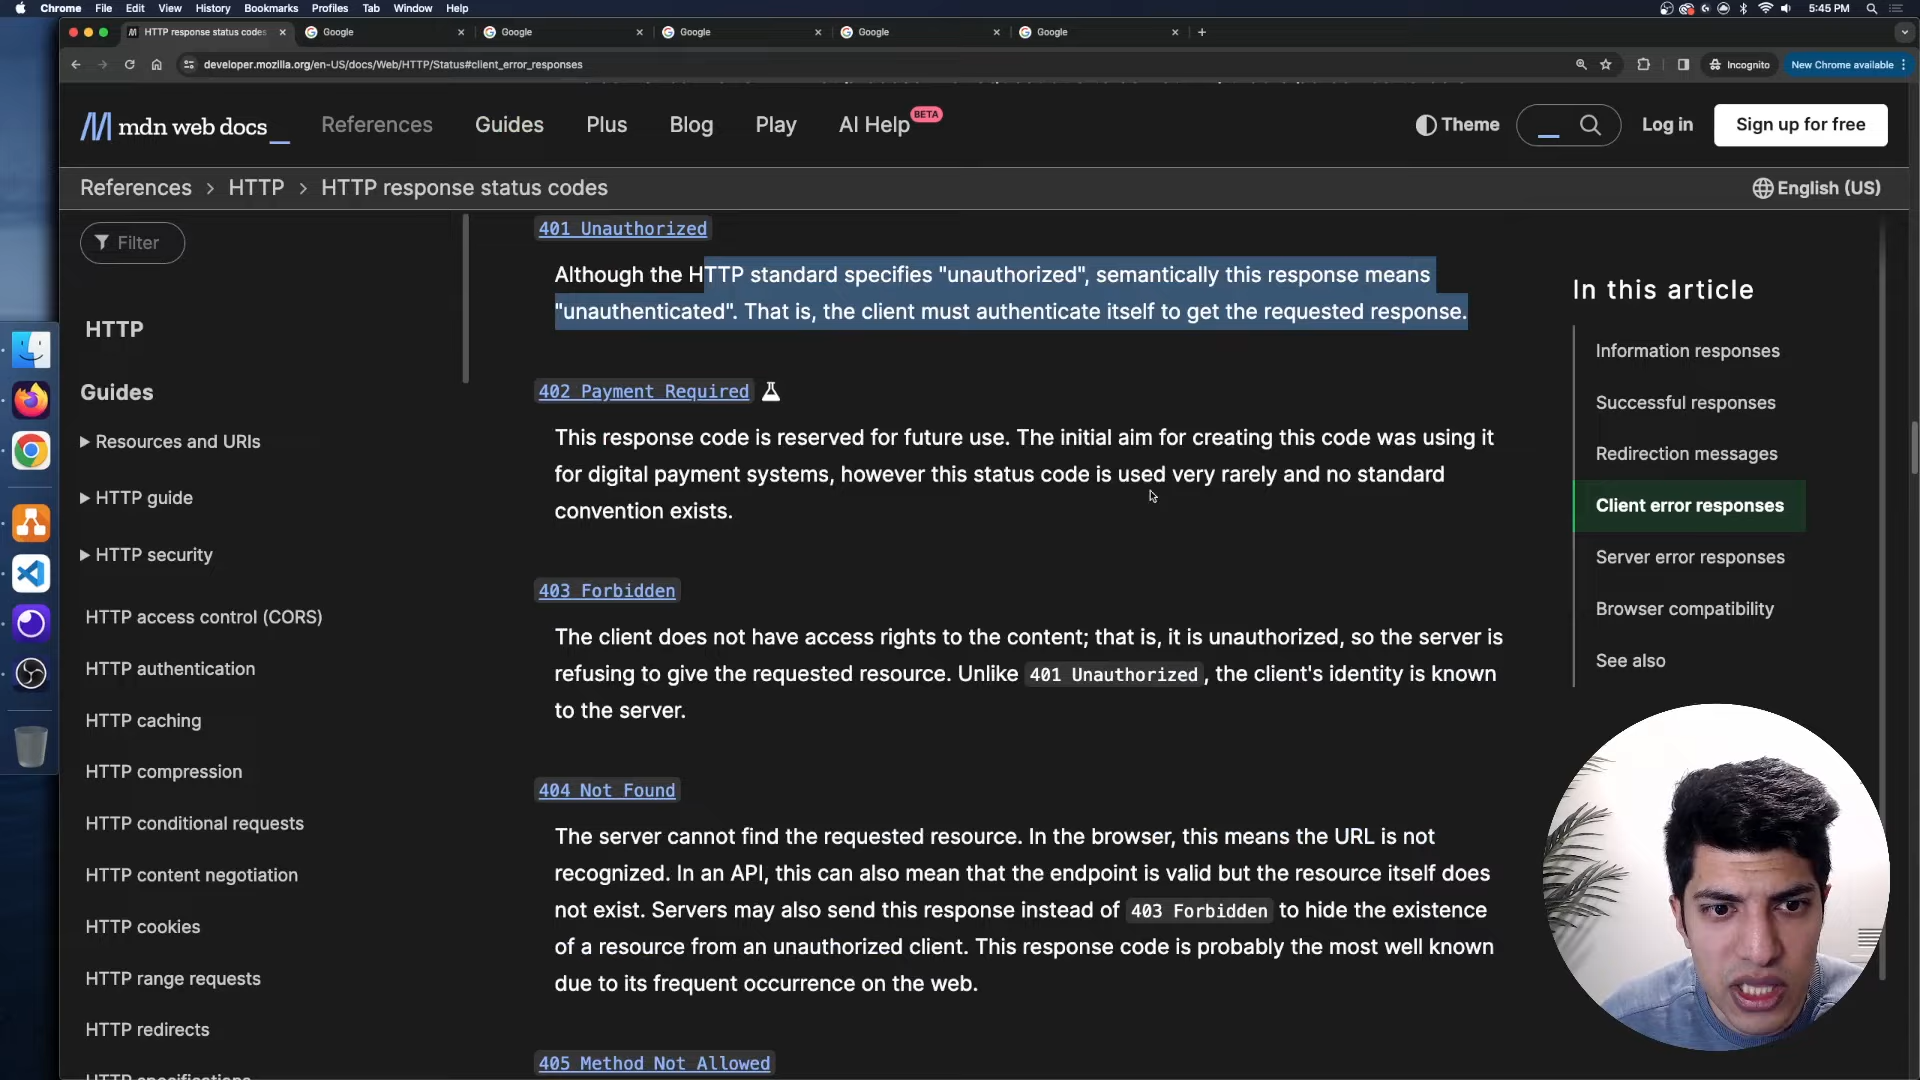 Chrome File Edit View History Bookmarks Profiles Tab Window Help 5:45 PM
HTTP response status codes Google Google Google Google Google
developer.mozilla.org/en-US/docs/Web/HTTP/Status#client_error_responses Incognito New Chrome available
mdn web docs_ References Guides Plus Blog Play AI Help BETA Theme Log in Sign up for free
References > HTTP > HTTP response status codes English (US)
Filter
HTTP
Guides
Resources and URIs
HTTP guide
HTTP security
HTTP access control (CORS)
HTTP authentication
HTTP caching
HTTP compression
HTTP conditional requests
HTTP content negotiation
HTTP cookies
HTTP range requests
HTTP redirects
401 Unauthorized
Although the HTTP standard specifies "unauthorized", semantically this response means
"unauthenticated". That is, the client must authenticate itself to get the requested response.
402 Payment Required
This response code is reserved for future use. The initial aim for creating this code was using it
for digital payment systems, however this status code is used very rarely and no standard
convention exists.
403 Forbidden
The client does not have access rights to the content; that is, it is unauthorized, so the server is
refusing to give the requested resource. Unlike 401 Unauthorized, the client's identity is known
to the server.
404 Not Found
The server cannot find the requested resource. In the browser, this means the URL is not
recognized. In an API, this can also mean that the endpoint is valid but the resource itself does
not exist. Servers may also send this response instead of 403 Forbidden to hide the existence
of a resource from an unauthorized client. This response code is probably the most well known
due to its frequent occurrence on the web.
405 Method Not Allowed
In this article
Information responses
Successful responses
Redirection messages
Client error responses
Server error responses
Browser compatibility
See also